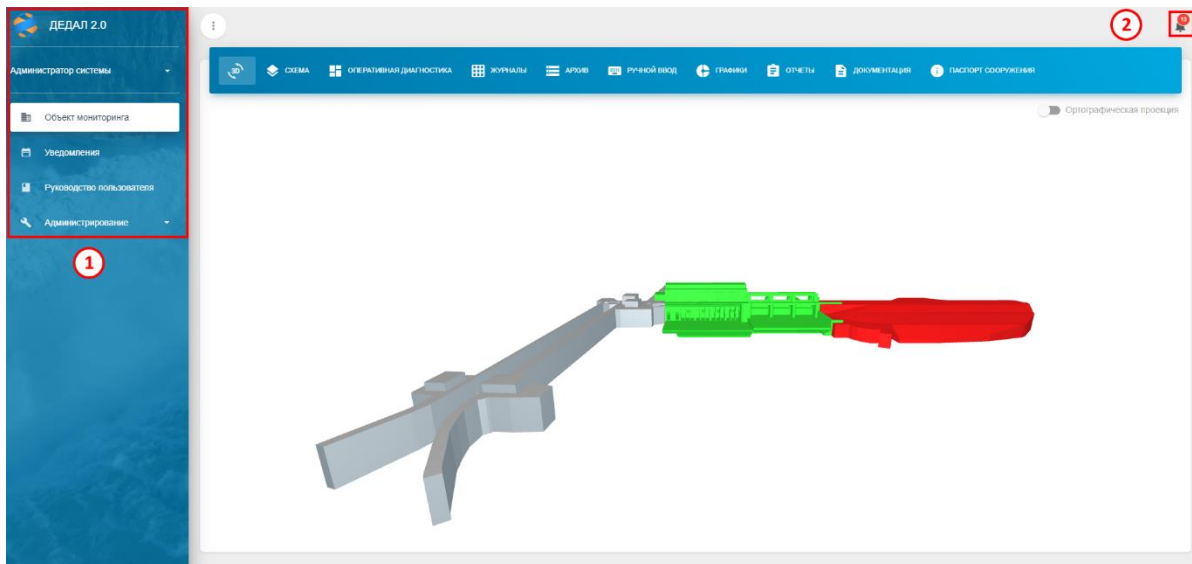 ДЕДАЛ 2.0
Администратор системы
Объект мониторинга
Уведомления
Руководство пользователя
Администрирование
1
2
3D СХЕМА ОПЕРАТИВНАЯ ДИАГНОСТИКА ЖУРНАЛЫ АРХИВ РУЧНОЙ ВВОД ГРАФИКИ ОТЧЕТЫ ДОКУМЕНТАЦИЯ ПАСПОРТ СООРУЖЕНИЯ
Ортографическая проекция